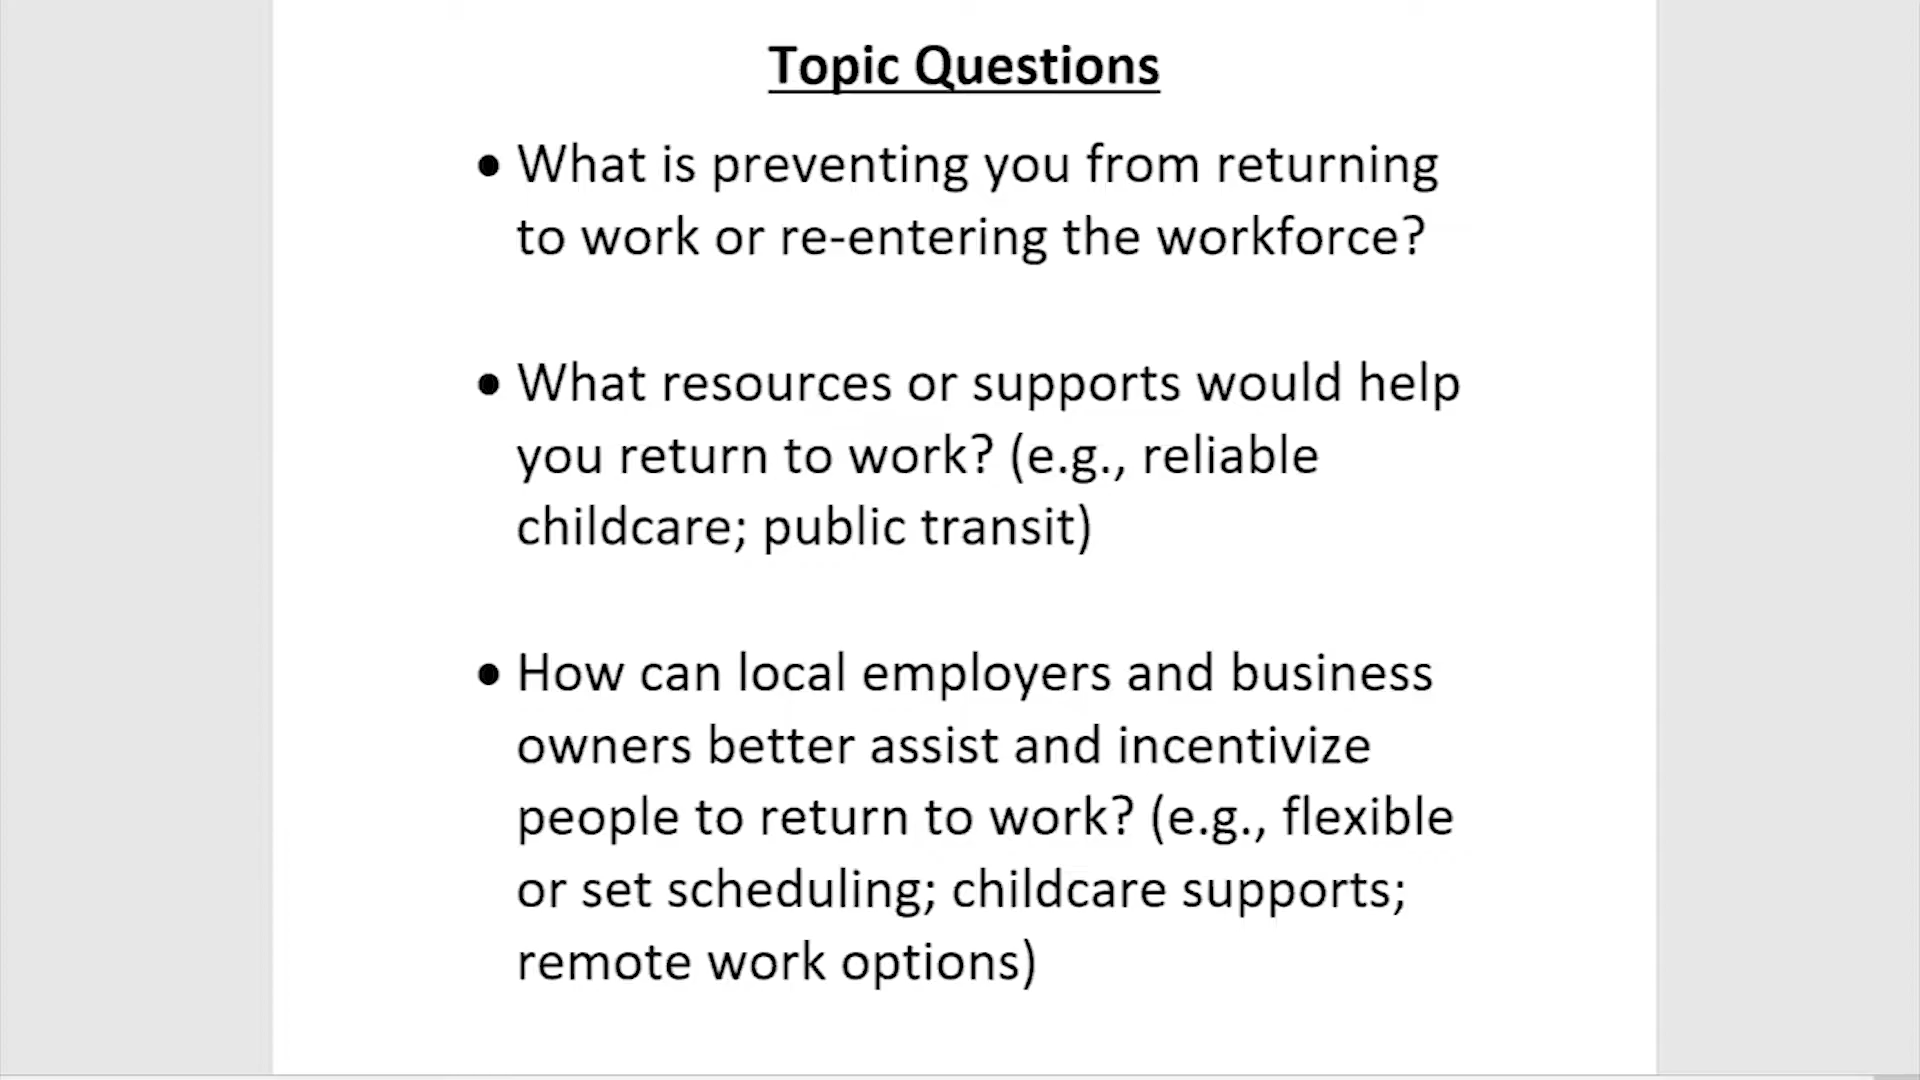 Topic Questions
• What is preventing you from returning
to work or re-entering the workforce?
• What resources or supports would help
you return to work? (e.g., reliable
childcare; public transit)
• How can local employers and business
owners better assist and incentivize
people to return to work? (e.g., flexible
or set scheduling; childcare supports;
remote work options)